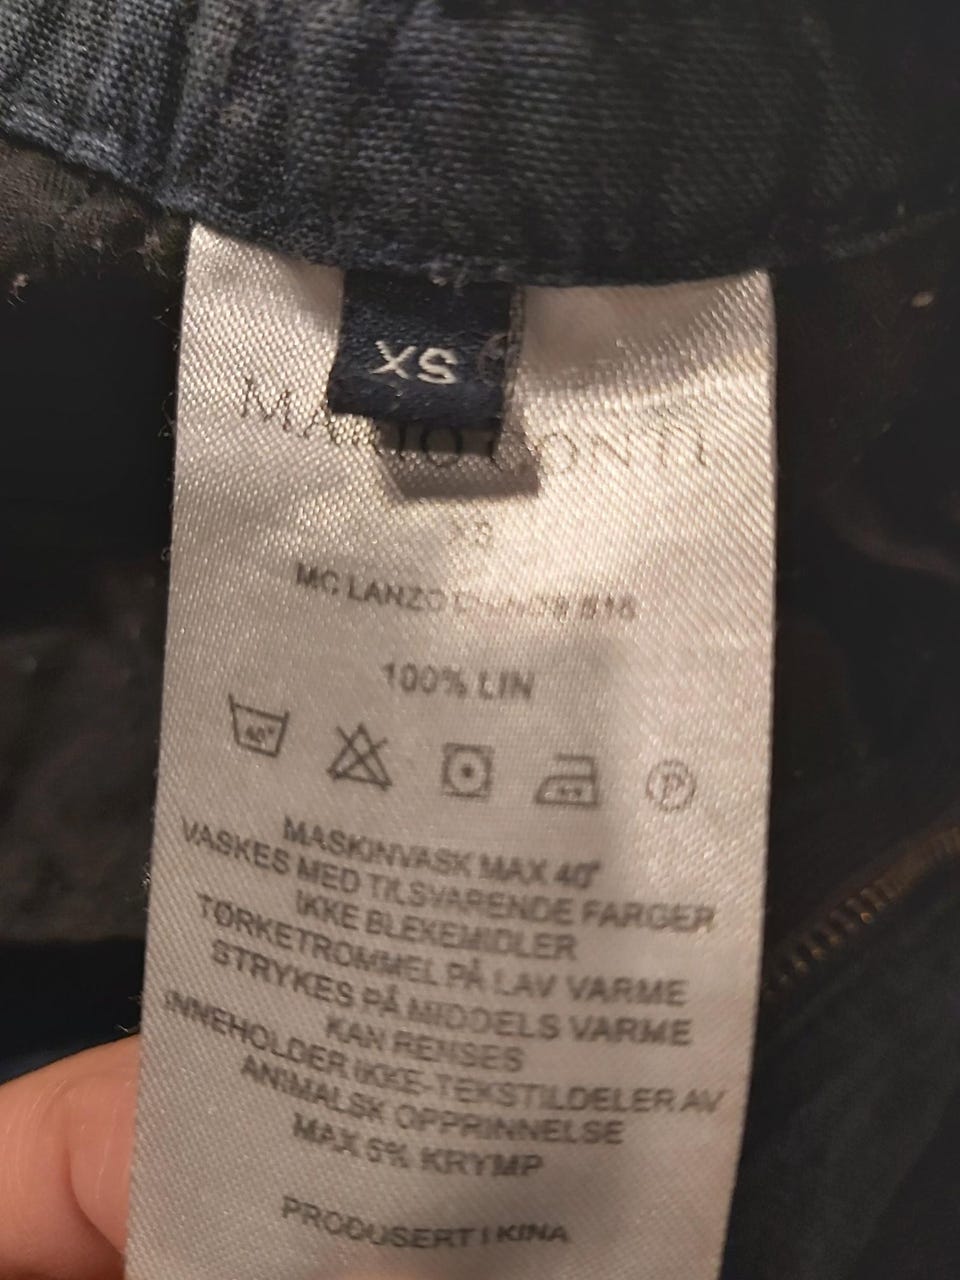 XS
MARIO CONTI
XS
MC LANZO
100% LIN
40°
P
MASKINVASK MAX 40°
VASKES MED TILSVARENDE FARGER
IKKE BLEKEMIDLER
TØRKETROMMEL PÅ LAV VARME
STRYKES PÅ MIDDELS VARME
KAN RENSES
INNEHOLDER IKKE-TEKSTILDELER AV
ANIMALSK OPPRINNELSE
MAX 5% KRYMP
PRODUSERT I KINA